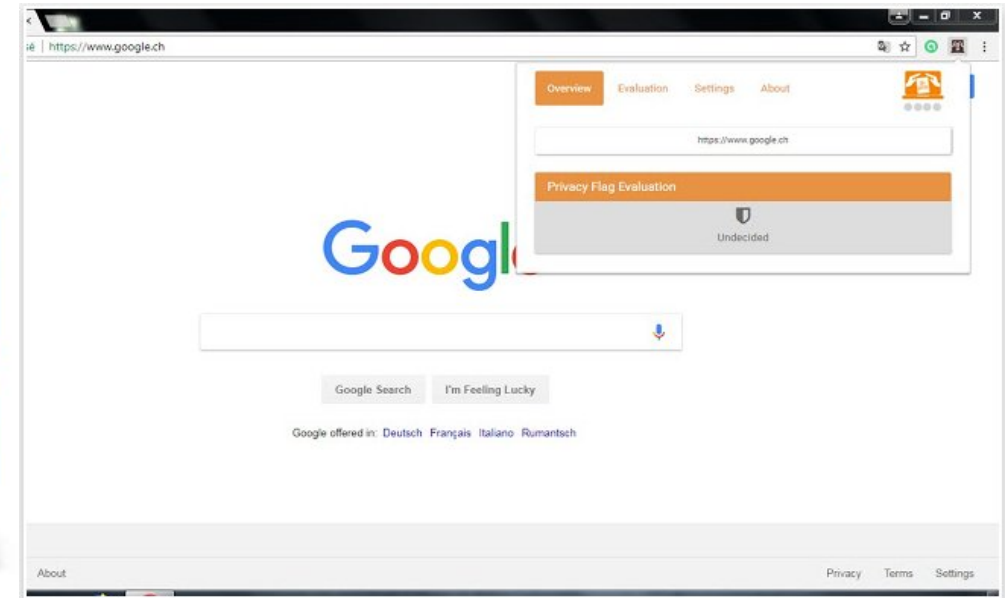 sé | https://www.google.ch
Overview Evaluation Settings About
https://www.google.ch
Privacy Flag Evaluation
Undecided
Google
Google Search I'm Feeling Lucky
Google offered in: Deutsch Français Italiano Rumantsch
About Privacy Terms Settings